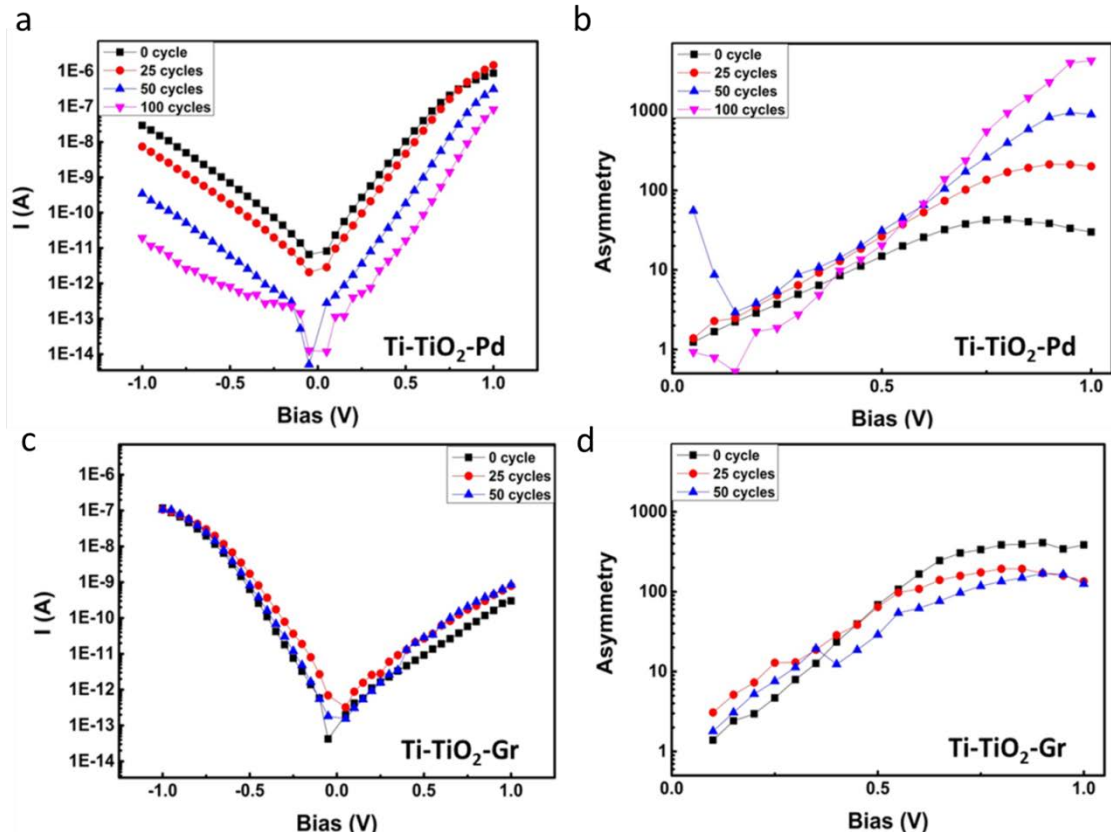 a
0 cycle
25 cycles
50 cycles
100 cycles
1E-6
1E-7
1E-8
1E-9
1E-10
1E-11
1E-12
1E-13
1E-14
I (A)
Ti-TiO₂-Pd
-1.0 -0.5 0.0 0.5 1.0
Bias (V)
b
0 cycle
25 cycles
50 cycles
100 cycles
1000
100
10
1
Asymmetry
Ti-TiO₂-Pd
0.0 0.5 1.0
Bias (V)
c
0 cycle
25 cycles
50 cycles
1E-6
1E-7
1E-8
1E-9
1E-10
1E-11
1E-12
1E-13
1E-14
I (A)
Ti-TiO₂-Gr
-1.0 -0.5 0.0 0.5 1.0
Bias (V)
d
0 cycle
25 cycles
50 cycles
1000
100
10
1
Asymmetry
Ti-TiO₂-Gr
0.0 0.5 1.0
Bias (V)